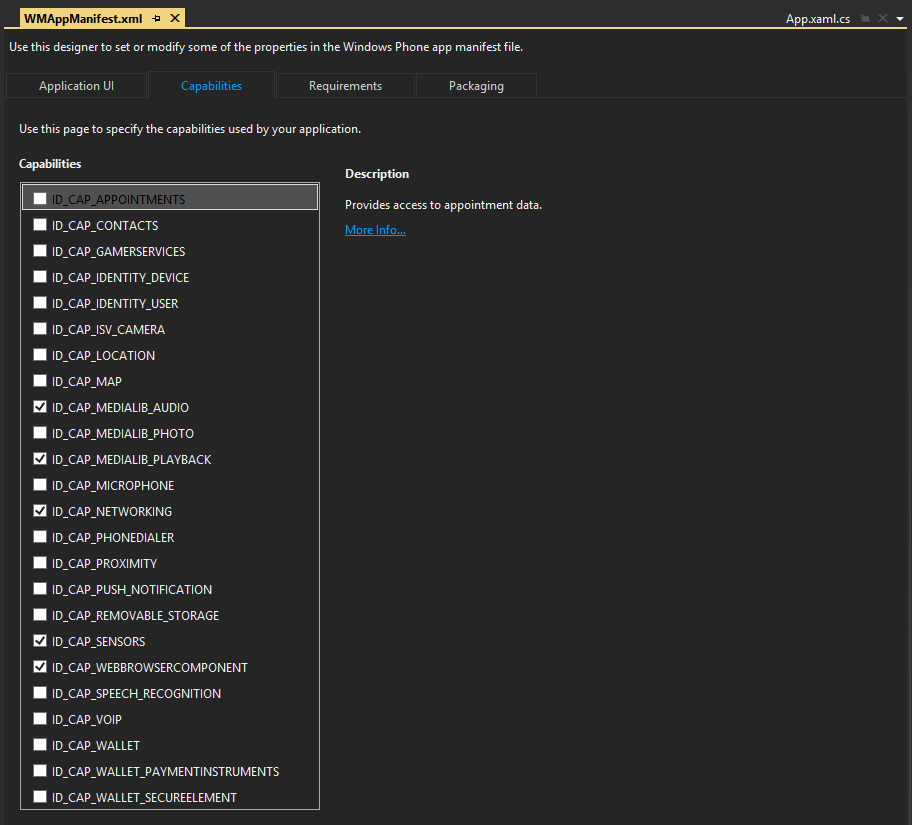 WMAppManifest.xml
App.xaml.cs
Use this designer to set or modify some of the properties in the Windows Phone app manifest file.
Application UI
Capabilities
Requirements
Packaging
Use this page to specify the capabilities used by your application.
Capabilities
ID_CAP_APPOINTMENTS
ID_CAP_CONTACTS
ID_CAP_GAMERSERVICES
ID_CAP_IDENTITY_DEVICE
ID_CAP_IDENTITY_USER
ID_CAP_ISV_CAMERA
ID_CAP_LOCATION
ID_CAP_MAP
ID_CAP_MEDIALIB_AUDIO
ID_CAP_MEDIALIB_PHOTO
ID_CAP_MEDIALIB_PLAYBACK
ID_CAP_MICROPHONE
ID_CAP_NETWORKING
ID_CAP_PHONEDIALER
ID_CAP_PROXIMITY
ID_CAP_PUSH_NOTIFICATION
ID_CAP_REMOVABLE_STORAGE
ID_CAP_SENSORS
ID_CAP_WEBBROWSERCOMPONENT
ID_CAP_SPEECH_RECOGNITION
ID_CAP_VOIP
ID_CAP_WALLET
ID_CAP_WALLET_PAYMENTINSTRUMENTS
ID_CAP_WALLET_SECUREELEMENT
Description
Provides access to appointment data.
More Info...